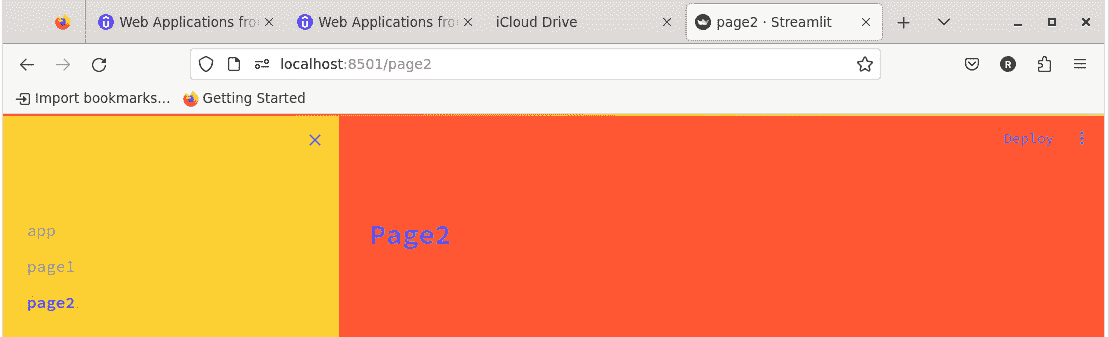 Web Applications fro Web Applications fro iCloud Drive page2 · Streamlit
localhost:8501/page2 R
Import bookmarks... Getting Started
Deploy
app
Page2
page1
page2